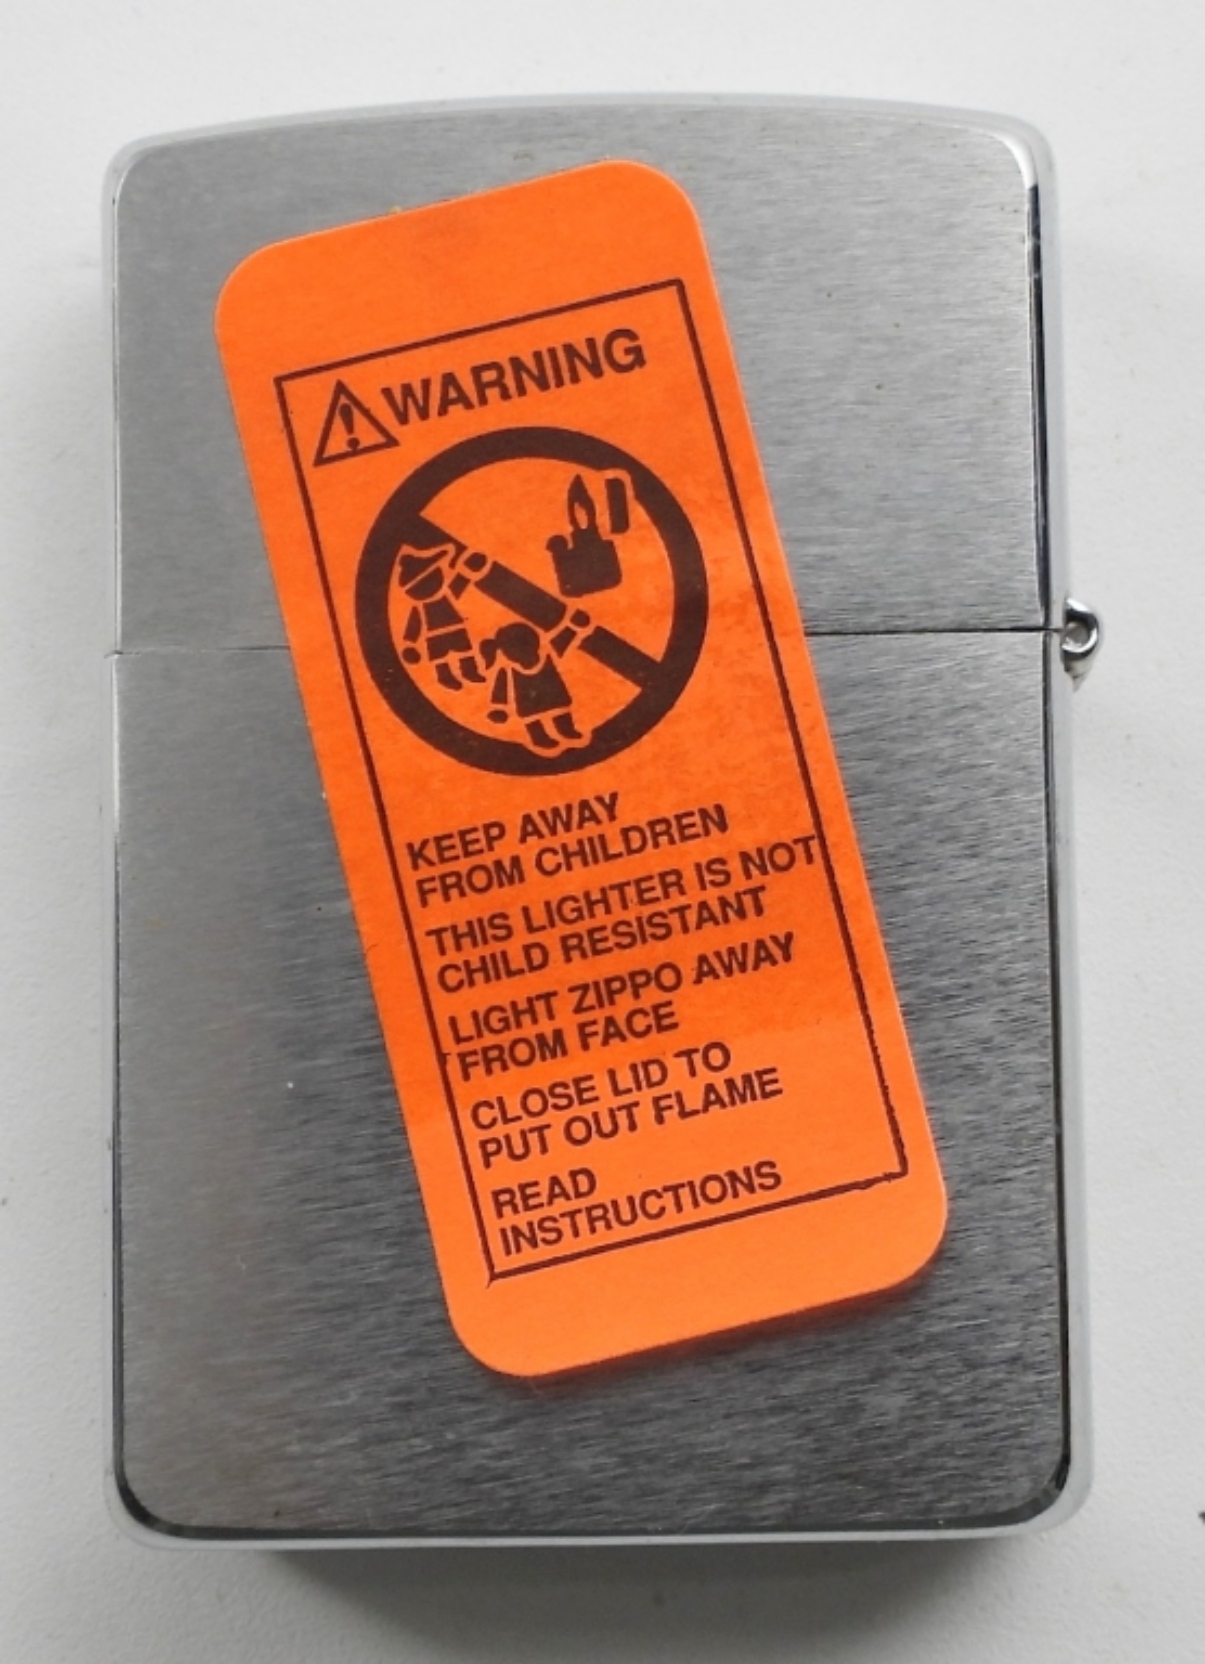 WARNING
KEEP AWAY
FROM CHILDREN
THIS LIGHTER IS NOT
CHILD RESISTANT
LIGHT ZIPPO AWAY
FROM FACE
CLOSE LID TO
PUT OUT FLAME
READ
INSTRUCTIONS